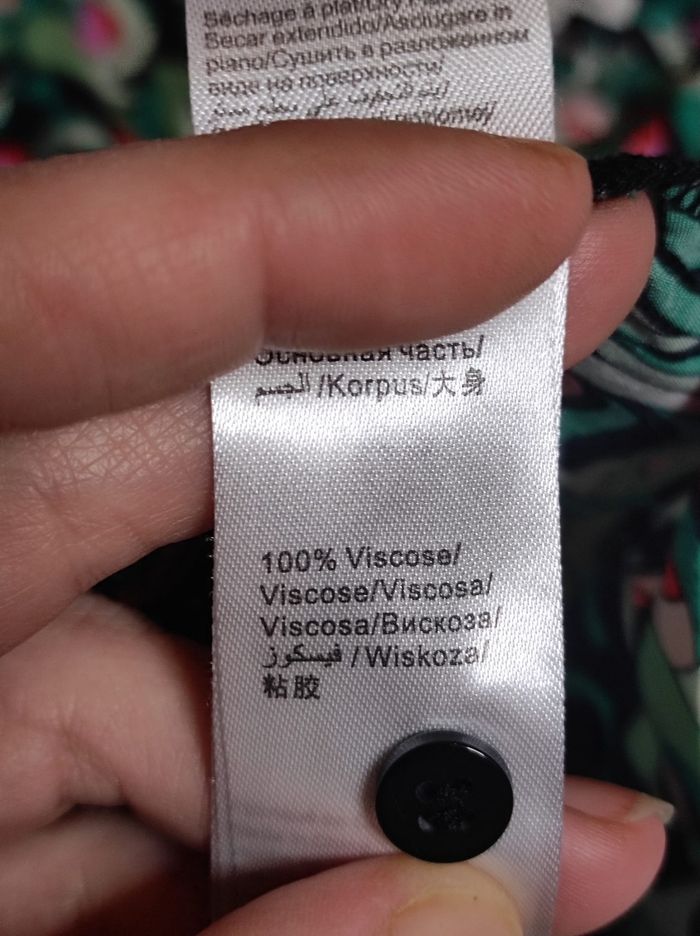 Séchage à plat/Dry Flat/
Secar extendido/Asciugare in
piano/Сушить в разложенном
виде на поверхности/
Основная часть/
الجسم/Korpus/大身
100% Viscose/
Viscose/Viscosa/
Viscosa/Вискоза/
فيسكوز/Wiskoza/
粘胶